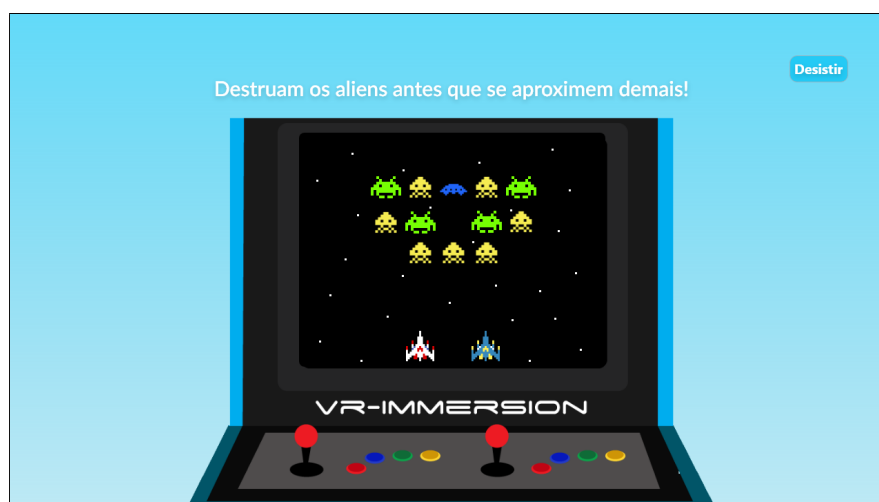 Desistir
Destruam os aliens antes que se aproximem demais!
VR-IMMERSION